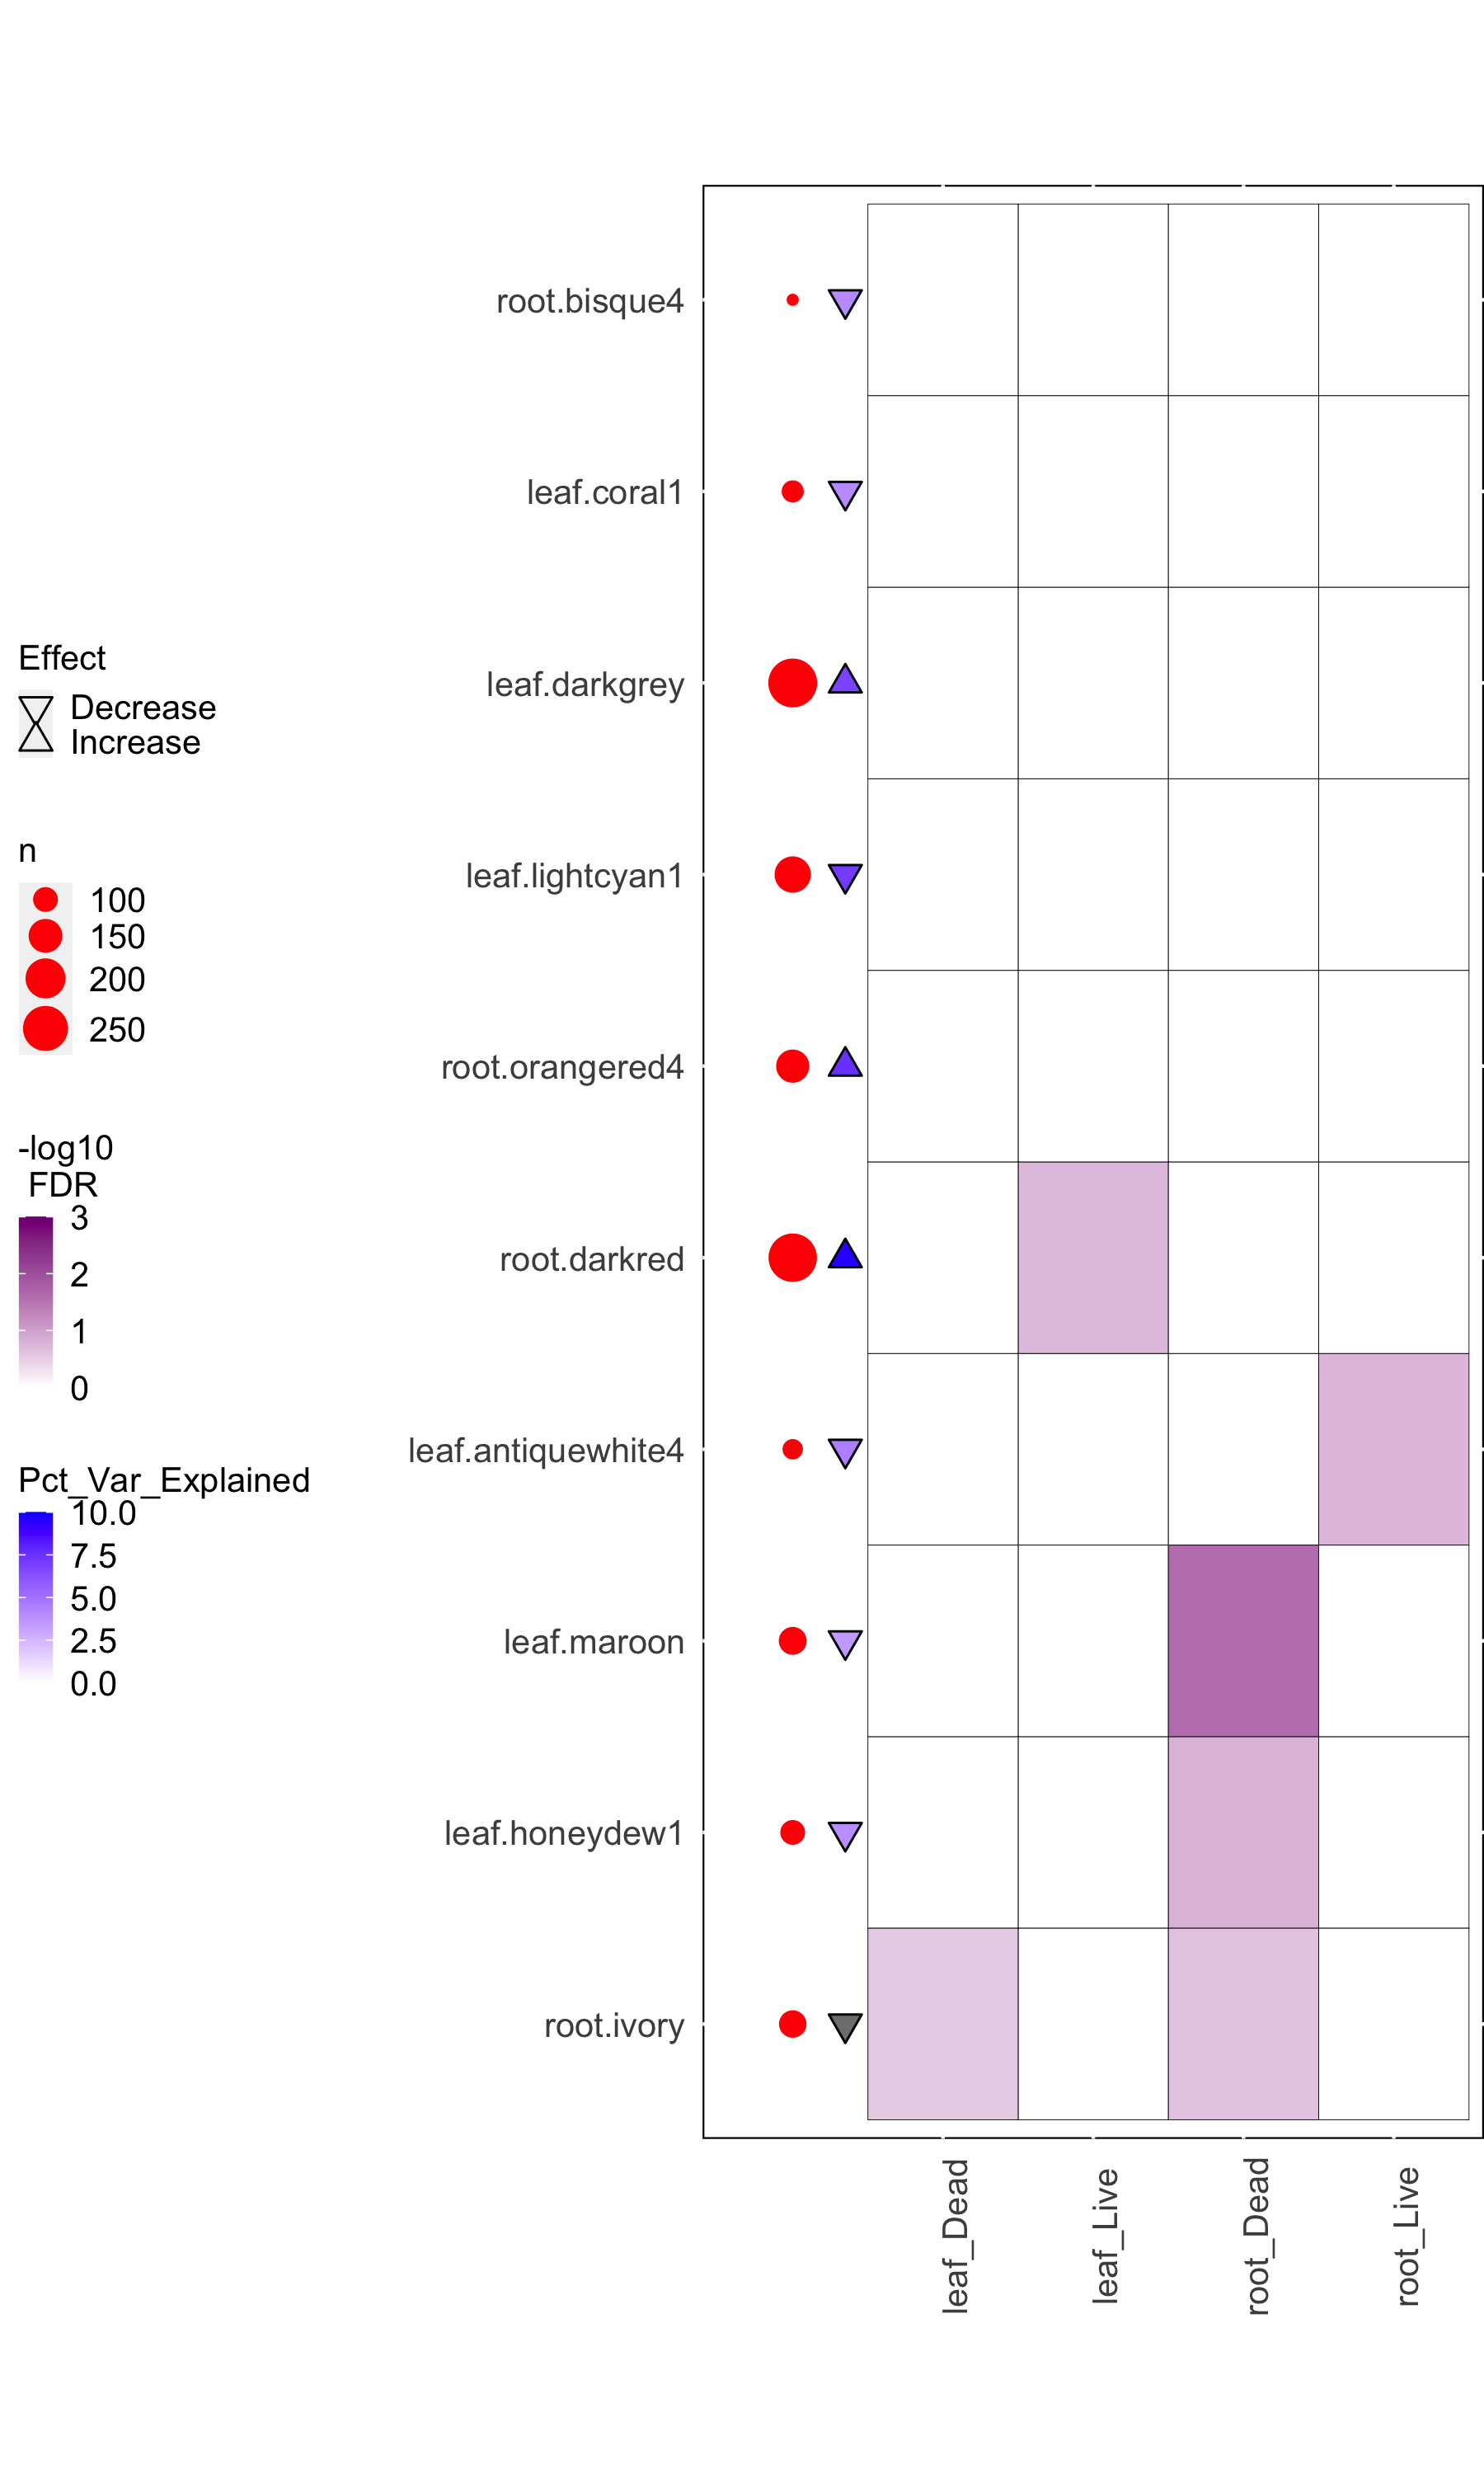 root.bisque4
leaf.coral1
leaf.darkgrey
leaf.lightcyan1
root.orangered4
root.darkred
leaf.antiquewhite4
leaf.maroon
leaf.honeydew1
root.ivory
Effect
Decrease
Increase
n
100
150
200
250
-log10
FDR
3
2
1
0
Pct_Var_Explained
10.0
7.5
5.0
2.5
0.0
leaf_Dead
leaf_Live
root_Dead
root_Live